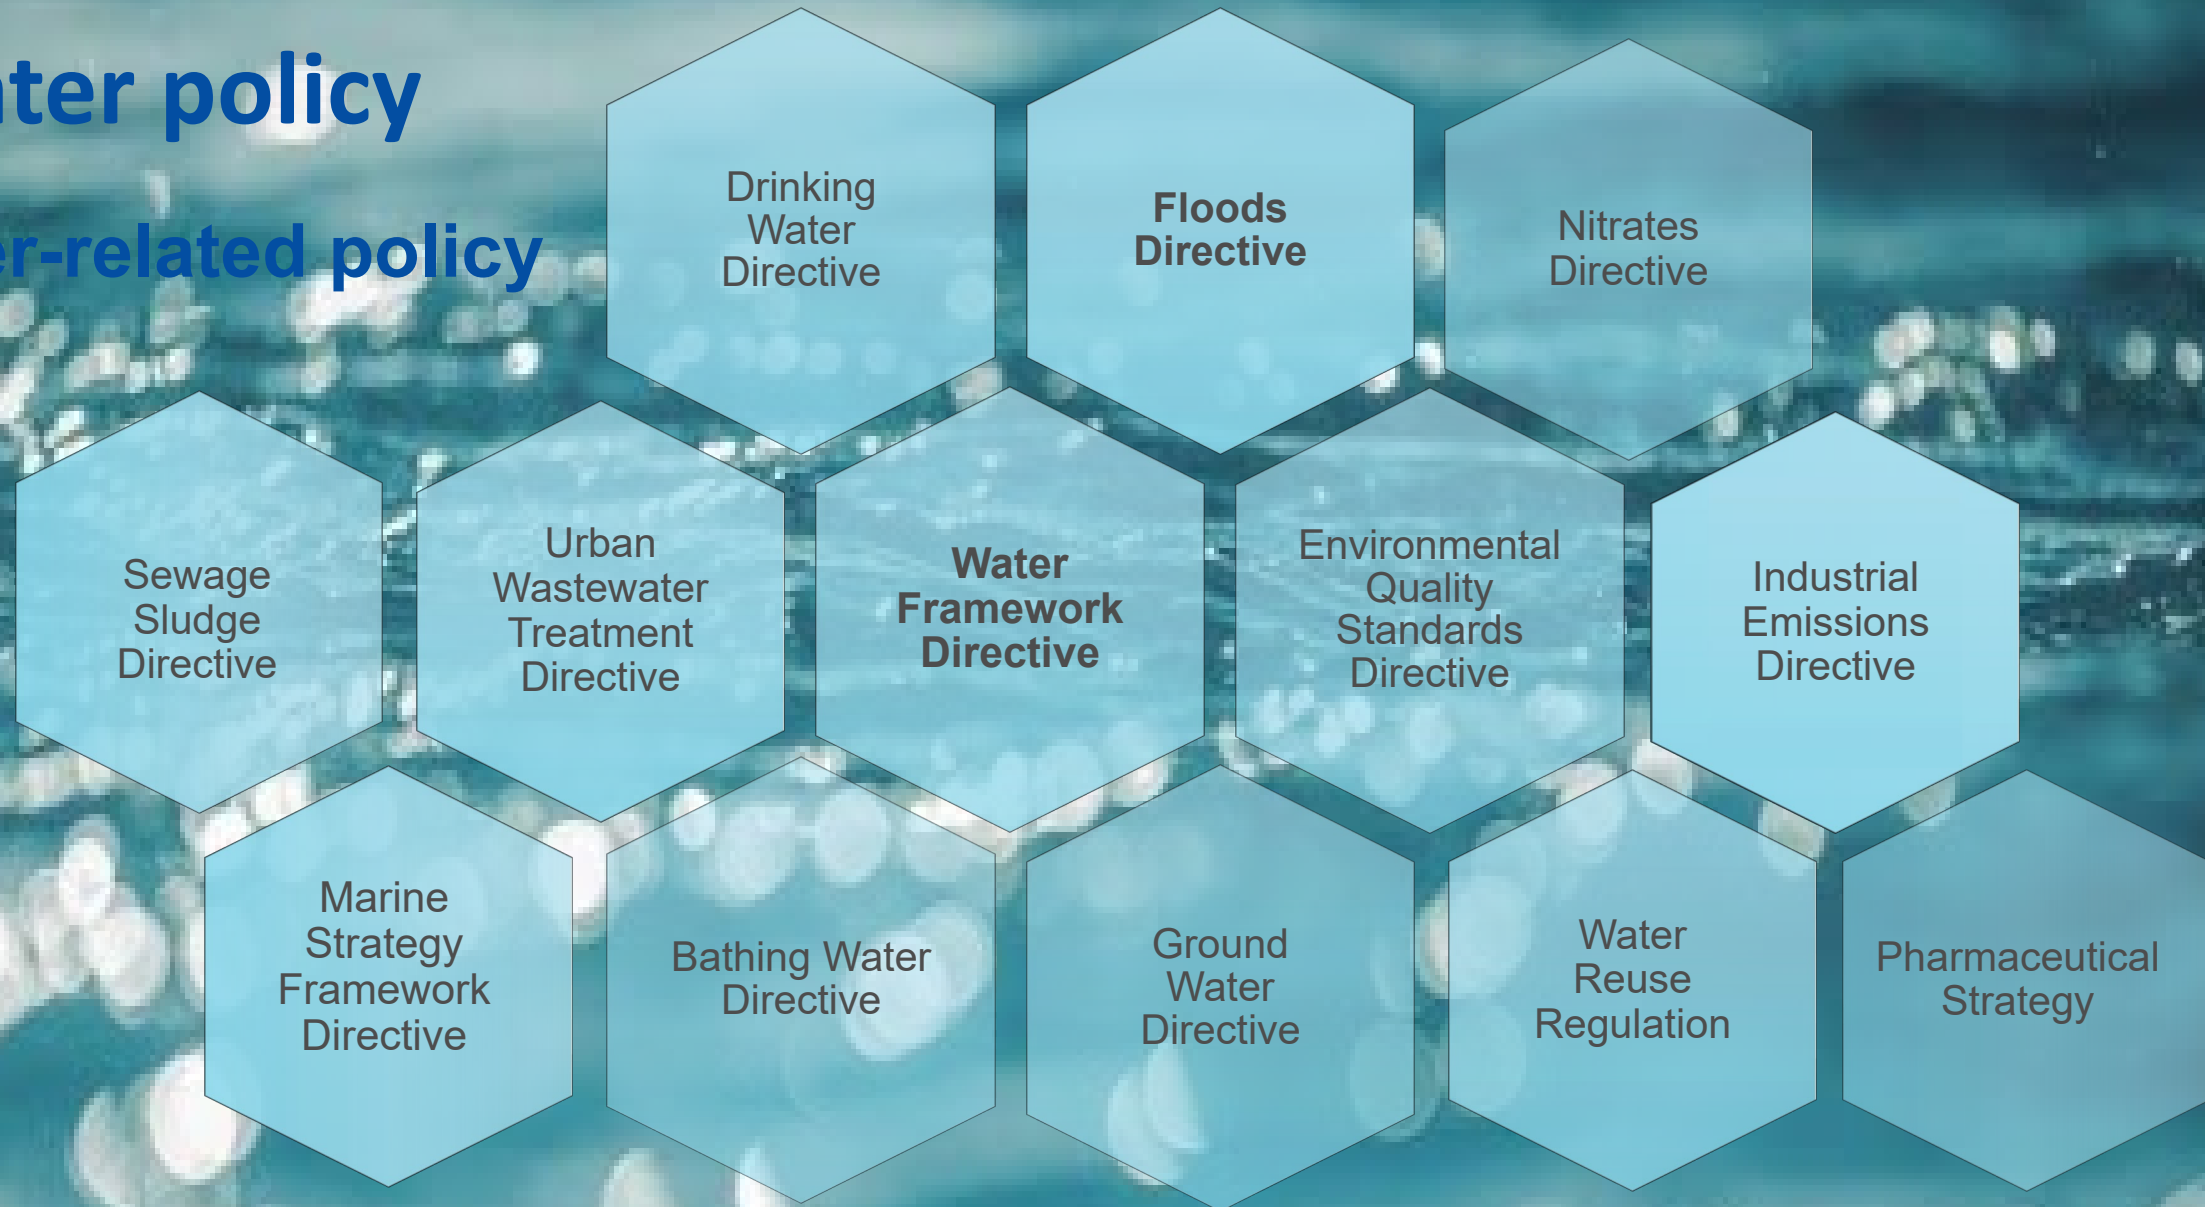 ter policy
er-related policy
Drinking
Water
Directive
Floods
Directive
Nitrates
Directive
Sewage
Sludge
Directive
Urban
Wastewater
Treatment
Directive
Water
Framework
Directive
Environmental
Quality
Standards
Directive
Industrial
Emissions
Directive
Marine
Strategy
Framework
Directive
Bathing Water
Directive
Ground
Water
Directive
Water
Reuse
Regulation
Pharmaceutical
Strategy